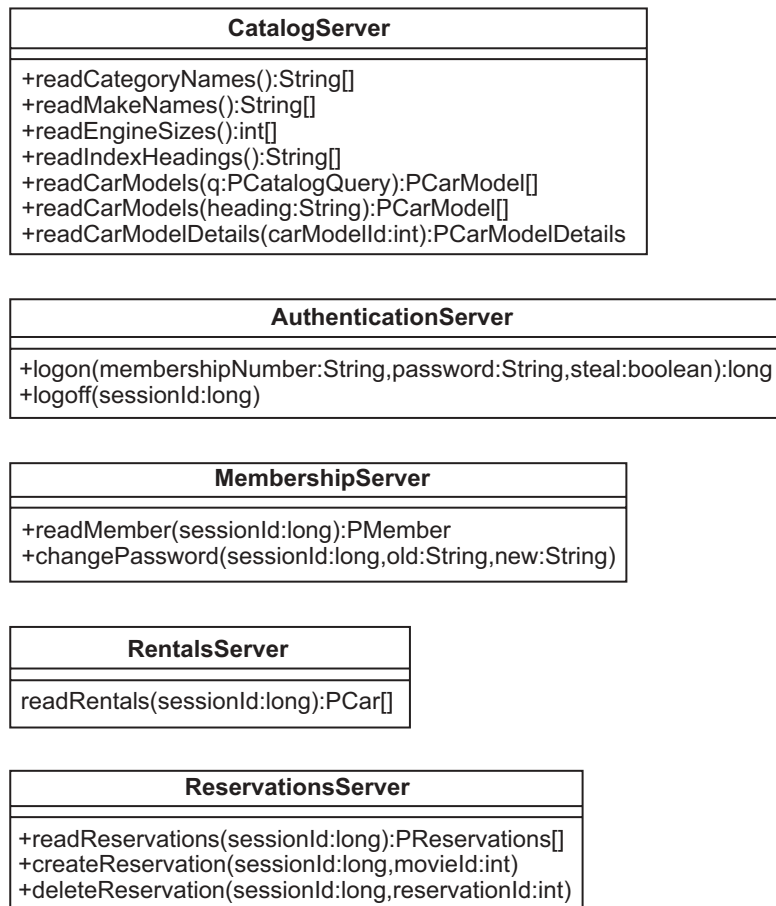 CatalogServer
+readCategoryNames():String[]
+readMakeNames():String[]
+readEngineSizes():int[]
+readIndexHeadings():String[]
+readCarModels(q:PCatalogQuery):PCarModel[]
+readCarModels(heading:String):PCarModel[]
+readCarModelDetails(carModelId:int):PCarModelDetails
AuthenticationServer
+logon(membershipNumber:String,password:String,steal:boolean):long
+logoff(sessionId:long)
MembershipServer
+readMember(sessionId:long):PMember
+changePassword(sessionId:long,old:String,new:String)
RentalsServer
readRentals(sessionId:long):PCar[]
ReservationsServer
+readReservations(sessionId:long):PReservations[]
+createReservation(sessionId:long,movieId:int)
+deleteReservation(sessionId:long,reservationId:int)